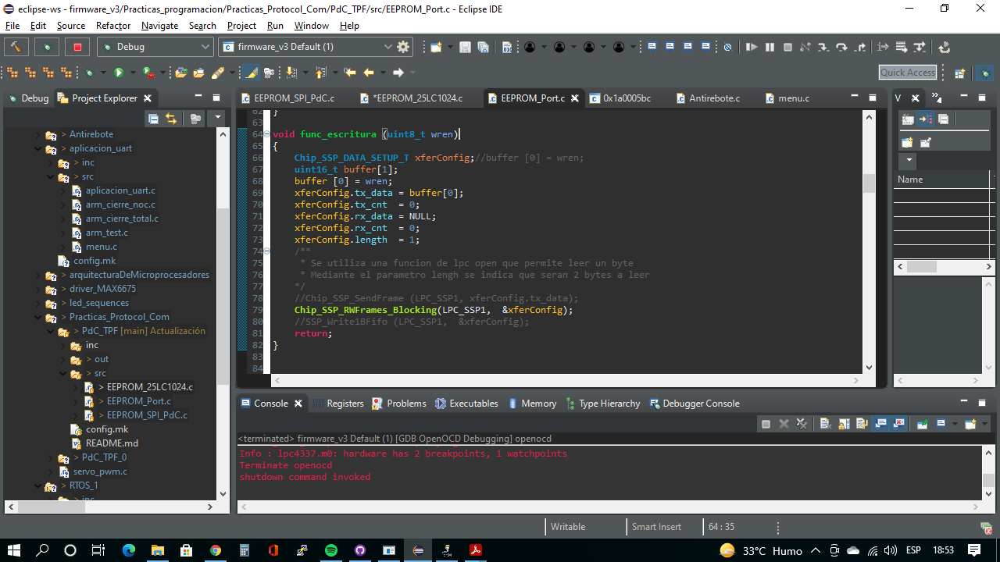 eclipse-ws - firmware_v3/Practicas_programacion/Practicas_Protocol_Com/PdC_TPF/src/EEPROM_Port.c - Eclipse IDE
File Edit Source Refactor Navigate Search Project Run Window Help
Debug
firmware_v3 Default (1)
Quick Access
Debug Project Explorer
> Antirebote
> aplicacion_uart
> inc
> src
aplicacion_uart.c
arm_cierre_noc.c
arm_cierre_total.c
arm_test.c
menu.c
config.mk
> arquitecturaDeMicroprocesadores
> driver_MAX6675
> led_sequences
> Practicas_Protocol_Com
> PdC_TPF [main] Actualización
inc
> out
> src
> EEPROM_25LC1024.c
> EEPROM_Port.c
> EEPROM_SPI_PdC.c
config.mk
README.md
> PdC_TPF_0
servo_pwm.c
> RTOS_1
> inc
EEPROM_SPI_PdC.c *EEPROM_25LC1024.c EEPROM_Port.c 0x1a0005bc Antirebote.c menu.c
62 }
63
64 void func_escritura (uint8_t wren)
65 {
66 Chip_SSP_DATA_SETUP_T xferConfig;//buffer [0] = wren;
67 uint16_t buffer[1];
68 buffer [0] = wren;
69 xferConfig.tx_data = buffer[0];
70 xferConfig.tx_cnt = 0;
71 xferConfig.rx_data = NULL;
72 xferConfig.rx_cnt = 0;
73 xferConfig.length = 1;
74 /**
75 * Se utiliza una funcion de lpc open que permite leer un byte
76 * Mediante el parametro lengh se indica que seran 2 bytes a leer
77 */
78 //Chip_SSP_SendFrame (LPC_SSP1, xferConfig.tx_data);
79 Chip_SSP_RWFrames_Blocking(LPC_SSP1, &xferConfig);
80 //SSP_Write1BFifo (LPC_SSP1, &xferConfig);
81 return;
82 }
83
84
V
Name
Console Registers Problems Executables Memory Type Hierarchy Debugger Console
<terminated> firmware_v3 Default (1) [GDB OpenOCD Debugging] openocd
Info : lpc4337.m0: hardware has 2 breakpoints, 1 watchpoints
Terminate openocd
shutdown command invoked
Writable Smart Insert 64 : 35
33°C Humo ESP 18:53